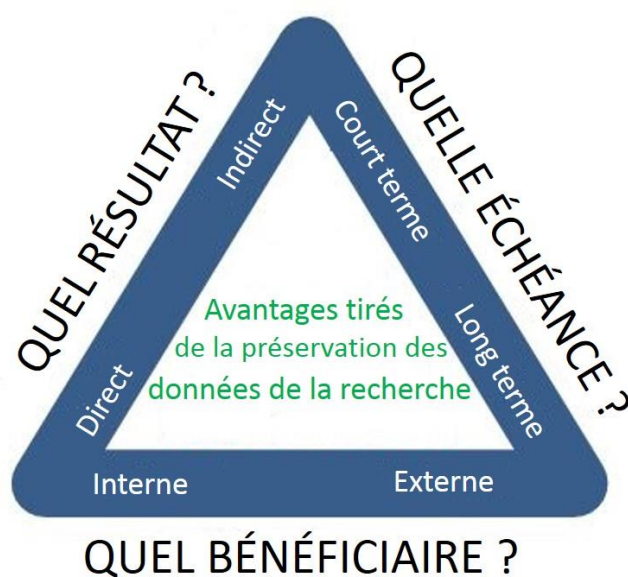 QUEL RÉSULTAT ?
Indirect
Direct
QUELLE ÉCHÉANCE ?
Court terme
Long terme
Avantages tirés
de la préservation des
données de la recherche
Interne
Externe
QUEL BÉNÉFICIAIRE ?